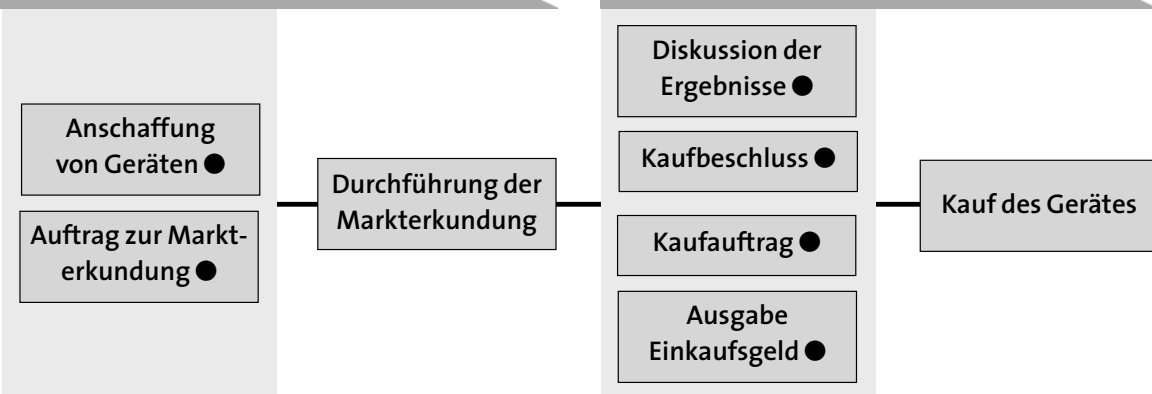 Anschaffung
von Geräten ●
Auftrag zur Markt-
erkundung ●
Durchführung der
Markterkundung
Diskussion der
Ergebnisse ●
Kaufbeschluss ●
Kaufauftrag ●
Ausgabe
Einkaufsgeld ●
Kauf des Gerätes